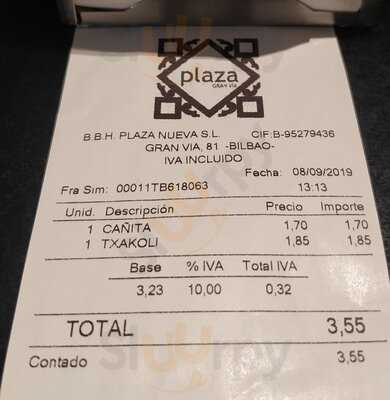 plaza
GRAN VÍA
B.B.H. PLAZA NUEVA S.L. CIF:B-95279436
GRAN VIA, 81 -BILBAO-
IVA INCLUIDO
Fecha: 08/09/2019
Fra Sim: 00011TB618063 13:13
Unid. Descripción Precio Importe
1 CAÑITA 1,70 1,70
1 TXAKOLI 1,85 1,85
Base % IVA Total IVA
3,23 10,00 0,32
TOTAL 3,55
Contado 3,55
sluurpy